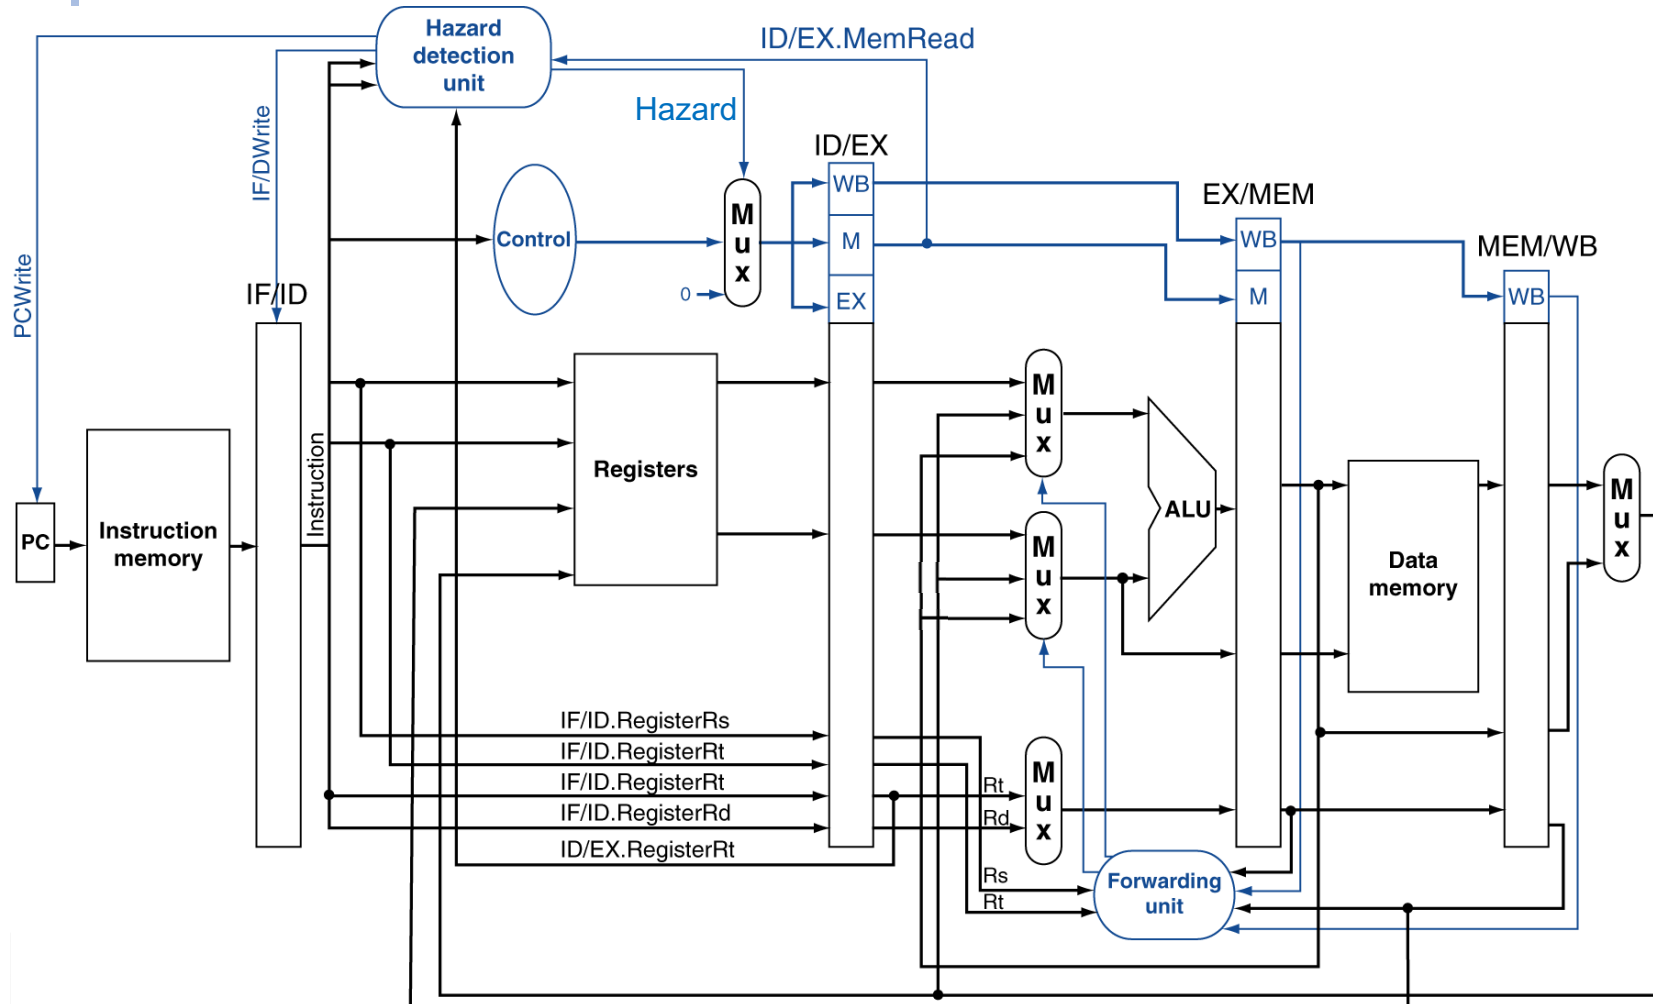 Hazard
detection
unit
ID/EX.MemRead
Hazard
IF/DWrite
PCWrite
ID/EX
WB
M
EX
Control
M
u
x
0
EX/MEM
WB
M
MEM/WB
WB
IF/ID
Instruction
PC
Instruction
memory
Registers
M
u
x
M
u
x
ALU
Data
memory
M
u
x
IF/ID.RegisterRs
IF/ID.RegisterRt
IF/ID.RegisterRt
IF/ID.RegisterRd
ID/EX.RegisterRt
Rt
Rd
M
u
x
Rs
Rt
Forwarding
unit